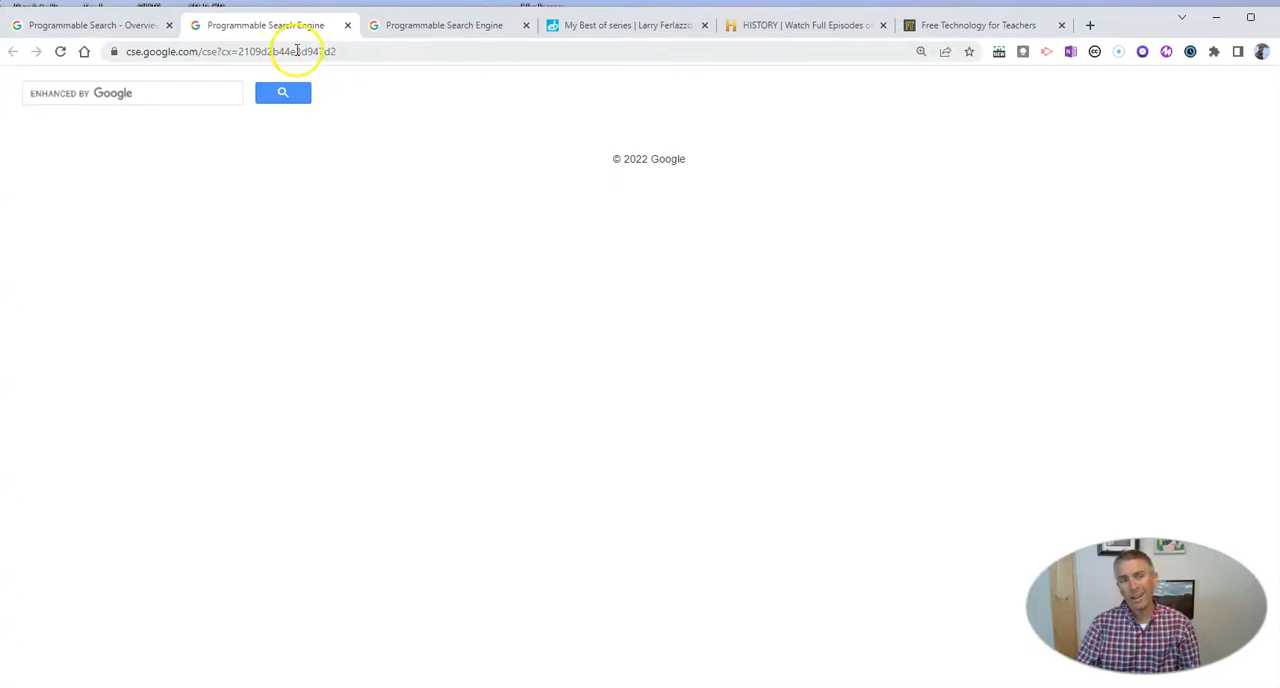 Programmable Search - Overvie
Programmable Search Engine
Programmable Search Engine
My Best of series | Larry Ferlazzo
HISTORY | Watch Full Episodes o
Free Technology for Teachers
cse.google.com/cse?cx=2109d2b44e5d947d2
ENHANCED BY Google
© 2022 Google